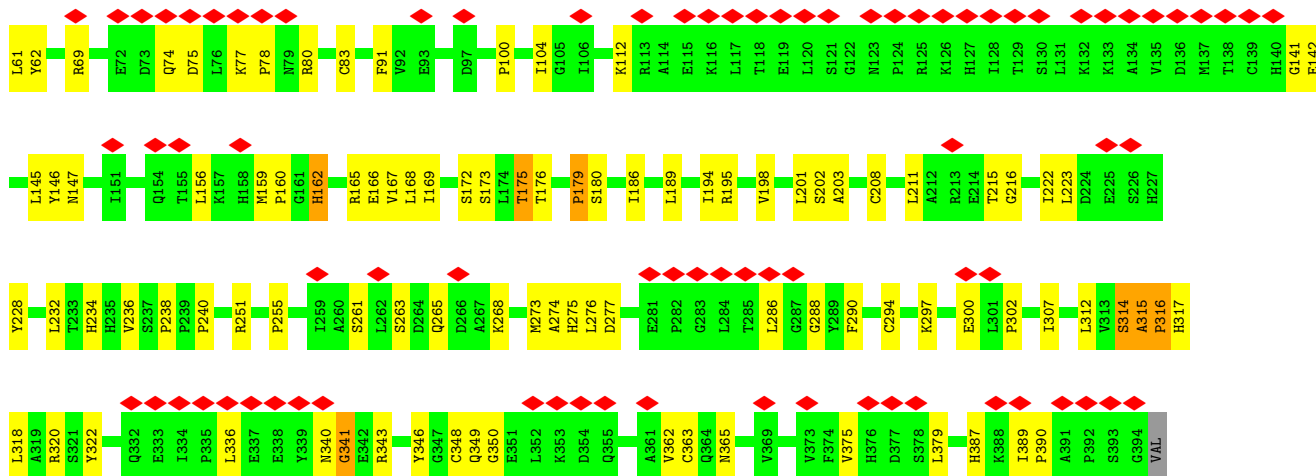 L61 Y62 R69 E72 D73 Q74 D75 L76 K77 P78 N79 R80 C83 F91 V92 E93 D97 P100 I104 G105 I106 K112 R113 A114 E115 K116 L117 T118 E119 L120 S121 G122 N123 P124 R125 K126 H127 I128 T129 S130 L131 K132 K133 A134 V135 D136 M137 T138 C139 H140 G141 E142
L145 Y146 N147 I151 Q154 T155 L156 K157 H158 M159 P160 G161 H162 R165 E166 V167 L168 I169 S172 S173 L174 T175 T176 P179 S180 I186 L189 I194 R195 V198 L201 S202 A203 C208 L211 A212 R213 E214 T215 G216 I222 L223 D224 E225 S226 H227
Y228 L232 T233 H234 H235 V236 S237 P238 P239 P240 R251 P255 I259 A260 S261 L262 S263 D264 Q265 D266 A267 K268 M273 A274 H275 L276 D277 E281 P282 G283 L284 T285 L286 G287 G288 Y289 F290 C294 K297 E300 L301 P302 I307 L312 V313 S314 A315 P316 H317
L318 A319 R320 S321 Y322 Q332 E333 I334 P335 L336 E337 E338 Y339 N340 G341 E342 R343 Y346 G347 C348 Q349 G350 E351 L352 K353 D354 Q355 A361 V362 C363 Q364 N365 V369 V373 F374 V375 H376 D377 S378 L379 H387 K388 I389 P390 A391 P392 S393 G394 VAL